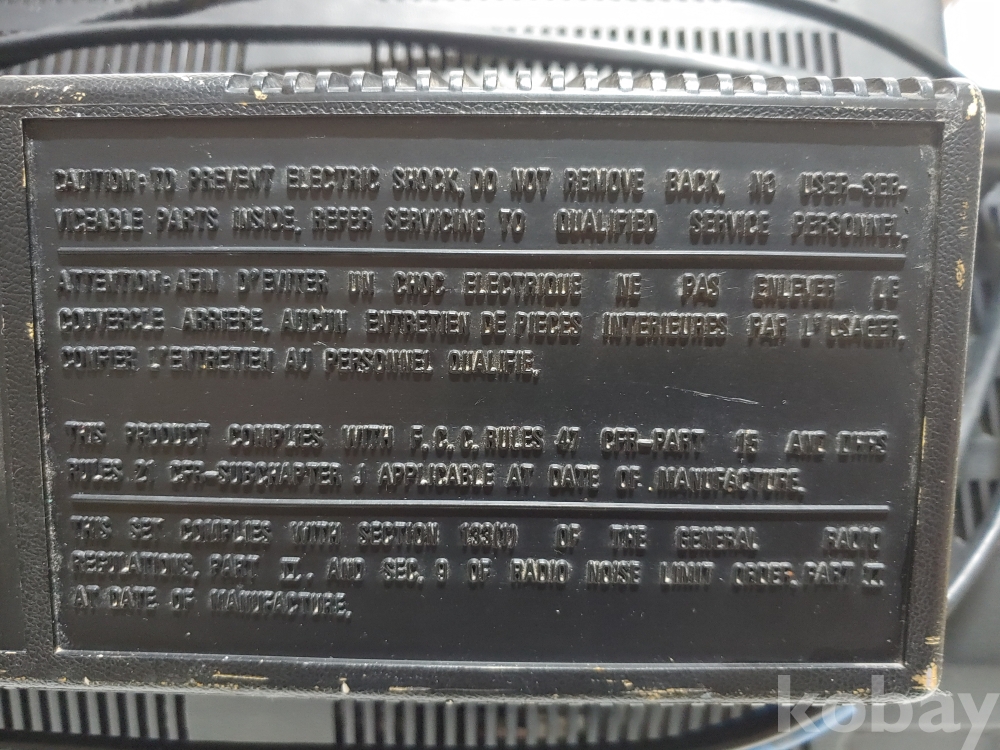 CAUTION: TO PREVENT ELECTRIC SHOCK, DO NOT REMOVE BACK. NO USER-SER-
VICEABLE PARTS INSIDE. REFER SERVICING TO QUALIFIED SERVICE PERSONNEL.
ATTENTION: AFIN D'EVITER UN CHOC ELECTRIQUE NE PAS ENLEVER LE
COUVERCLE ARRIERE. AUCUN ENTRETIEN DE PIECES INTERIEURES PAR L'USAGER.
CONFIER L'ENTRETIEN AU PERSONNEL QUALIFIE.
THIS PRODUCT COMPLIES WITH F.C.C. RULES 47 CFR-PART 15 AND DHHS
RULES 21 CFR-SUBCHAPTER J APPLICABLE AT DATE OF MANUFACTURE.
THIS SET COMPLIES WITH SECTION OF THE GENERAL RADIO
REGULATIONS, PART II, AND SEC. 9 OF RADIO NOISE LIMIT ORDER, PART II
AT DATE OF MANUFACTURE.
kobay